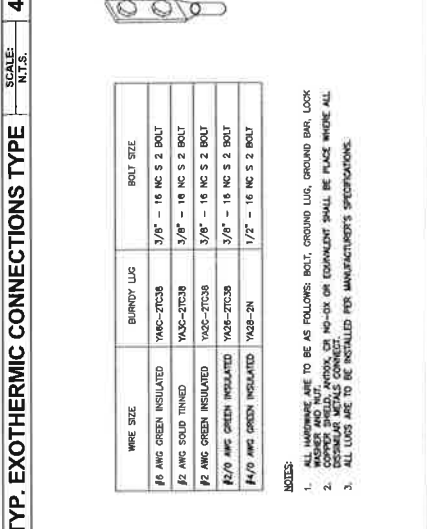 TYP. EXOTHERMIC CONNECTIONS TYPE
SCALE:
N.T.S.
4
WIRE SIZE BURNDY LUG BOLT SIZE
#6 AWG GREEN INSULATED YA6C-2TC38 3/8" - 16 NC S 2 BOLT
#2 AWG SOLID TINNED YA3C-2TC38 3/8" - 16 NC S 2 BOLT
#2 AWG GREEN INSULATED YA2C-2TC38 3/8" - 16 NC S 2 BOLT
#2/0 AWG GREEN INSULATED YA26-2TC38 3/8" - 16 NC S 2 BOLT
#4/0 AWG GREEN INSULATED YA28-2N 1/2" - 16 NC S 2 BOLT
NOTES:
1. ALL HARDWARE ARE TO BE AS FOLLOWS: BOLT, GROUND LUG, GROUND BAR, LOCK
WASHER AND NUT.
2. COPPER SHIELD, ANTIOX, OR NO-OX OR EQUIVALENT SHALL BE PLACE WHERE ALL
DISSIMILAR METALS CONNECT.
3. ALL LUGS ARE TO BE INSTALLED PER MANUFACTURER'S SPECIFICATIONS.